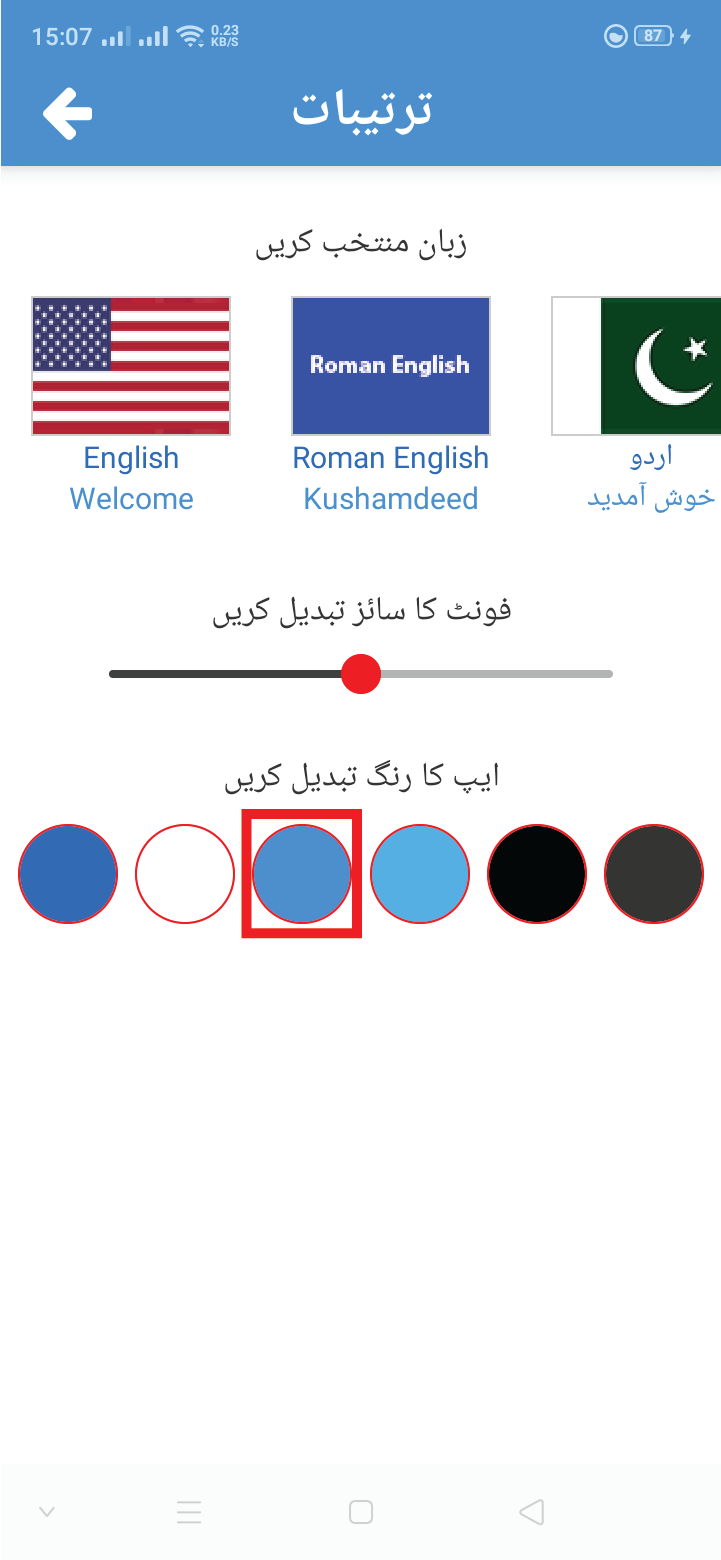 15:07 0.23 KB/S 87
ترتیبات
زبان منتخب کریں
Roman English
English Roman English اردو
Welcome Kushamdeed خوش آمدید
فونٹ کا سائز تبدیل کریں
ایپ کا رنگ تبدیل کریں